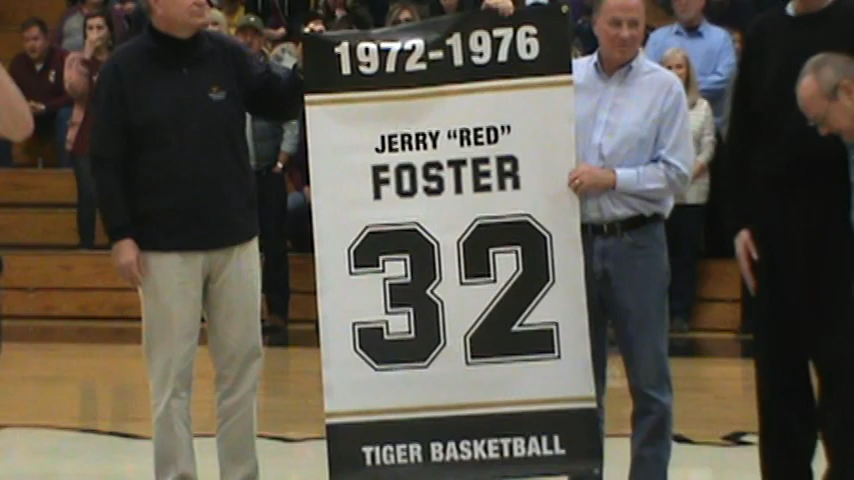 1972-1976
JERRY "RED"
FOSTER
32
TIGER BASKETBALL